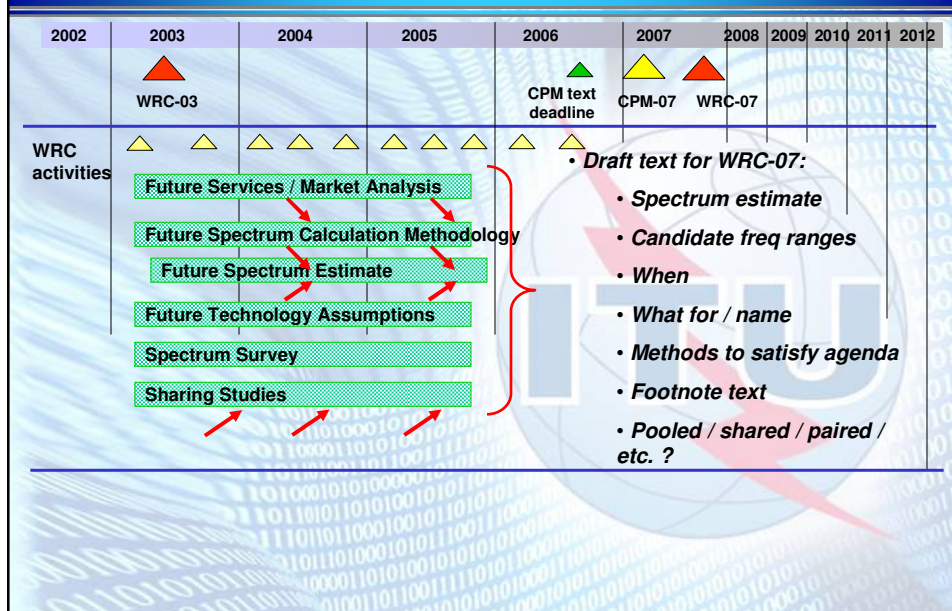 2002 2003 2004 2005 2006 2007 2008 2009 2010 2011 2012
WRC-03
CPM text
deadline
CPM-07
WRC-07
WRC
activities
Future Services / Market Analysis
Future Spectrum Calculation Methodology
Future Spectrum Estimate
Future Technology Assumptions
Spectrum Survey
Sharing Studies
• Draft text for WRC-07:
• Spectrum estimate
• Candidate freq ranges
• When
• What for / name
• Methods to satisfy agenda
• Footnote text
• Pooled / shared / paired /
etc. ?
ITU